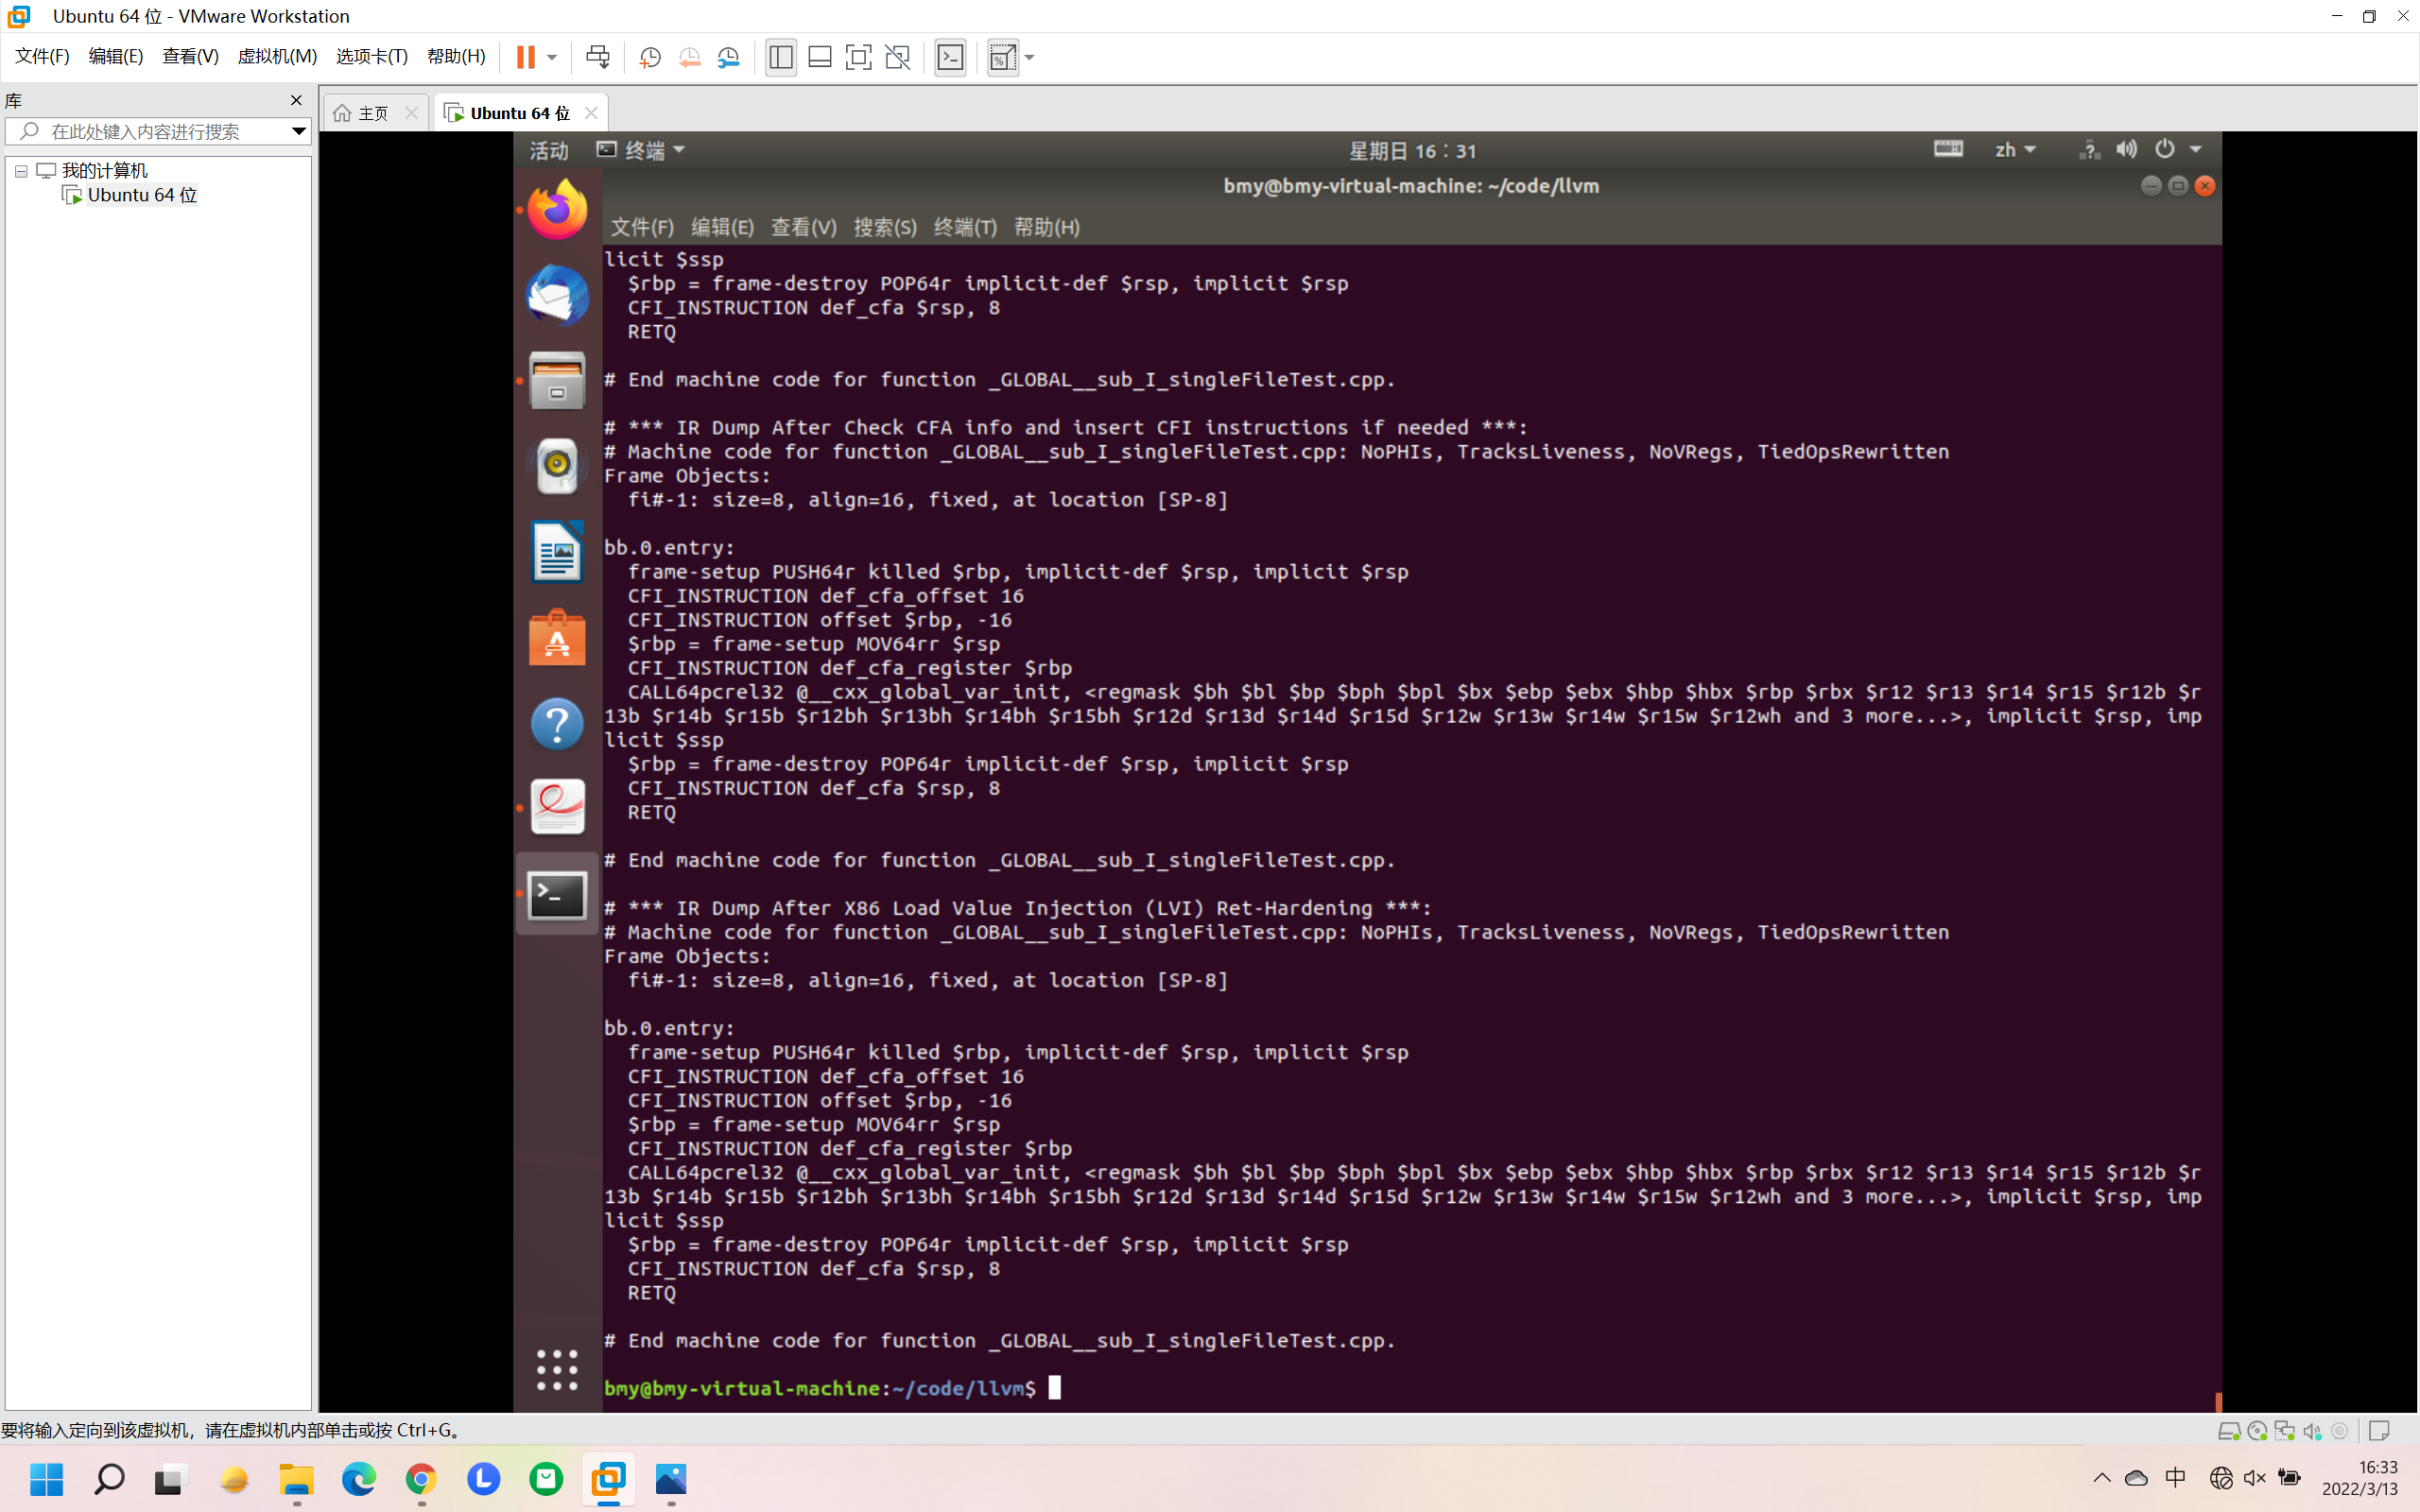 Ubuntu 64 位 - VMware Workstation
文件(F) 编辑(E) 查看(V) 虚拟机(M) 选项卡(T) 帮助(H)
库
在此处键入内容进行搜索
我的计算机
Ubuntu 64 位
主页 Ubuntu 64 位
活动 终端 星期日 16：31 zh
bmy@bmy-virtual-machine: ~/code/llvm
文件(F) 编辑(E) 查看(V) 搜索(S) 终端(T) 帮助(H)
licit $ssp
  $rbp = frame-destroy POP64r implicit-def $rsp, implicit $rsp
  CFI_INSTRUCTION def_cfa $rsp, 8
  RETQ
# End machine code for function _GLOBAL__sub_I_singleFileTest.cpp.
# *** IR Dump After Check CFA info and insert CFI instructions if needed ***:
# Machine code for function _GLOBAL__sub_I_singleFileTest.cpp: NoPHIs, TracksLiveness, NoVRegs, TiedOpsRewritten
Frame Objects:
  fi#-1: size=8, align=16, fixed, at location [SP-8]
bb.0.entry:
  frame-setup PUSH64r killed $rbp, implicit-def $rsp, implicit $rsp
  CFI_INSTRUCTION def_cfa_offset 16
  CFI_INSTRUCTION offset $rbp, -16
  $rbp = frame-setup MOV64rr $rsp
  CFI_INSTRUCTION def_cfa_register $rbp
  CALL64pcrel32 @__cxx_global_var_init, <regmask $bh $bl $bp $bph $bpl $bx $ebp $ebx $hbp $hbx $rbp $rbx $r12 $r13 $r14 $r15 $r12b $r
13b $r14b $r15b $r12bh $r13bh $r14bh $r15bh $r12d $r13d $r14d $r15d $r12w $r13w $r14w $r15w $r12wh and 3 more...>, implicit $rsp, imp
licit $ssp
  $rbp = frame-destroy POP64r implicit-def $rsp, implicit $rsp
  CFI_INSTRUCTION def_cfa $rsp, 8
  RETQ
# End machine code for function _GLOBAL__sub_I_singleFileTest.cpp.
# *** IR Dump After X86 Load Value Injection (LVI) Ret-Hardening ***:
# Machine code for function _GLOBAL__sub_I_singleFileTest.cpp: NoPHIs, TracksLiveness, NoVRegs, TiedOpsRewritten
Frame Objects:
  fi#-1: size=8, align=16, fixed, at location [SP-8]
bb.0.entry:
  frame-setup PUSH64r killed $rbp, implicit-def $rsp, implicit $rsp
  CFI_INSTRUCTION def_cfa_offset 16
  CFI_INSTRUCTION offset $rbp, -16
  $rbp = frame-setup MOV64rr $rsp
  CFI_INSTRUCTION def_cfa_register $rbp
  CALL64pcrel32 @__cxx_global_var_init, <regmask $bh $bl $bp $bph $bpl $bx $ebp $ebx $hbp $hbx $rbp $rbx $r12 $r13 $r14 $r15 $r12b $r
13b $r14b $r15b $r12bh $r13bh $r14bh $r15bh $r12d $r13d $r14d $r15d $r12w $r13w $r14w $r15w $r12wh and 3 more...>, implicit $rsp, imp
licit $ssp
  $rbp = frame-destroy POP64r implicit-def $rsp, implicit $rsp
  CFI_INSTRUCTION def_cfa $rsp, 8
  RETQ
# End machine code for function _GLOBAL__sub_I_singleFileTest.cpp.
bmy@bmy-virtual-machine:~/code/llvm$
要将输入定向到该虚拟机，请在虚拟机内部单击或按 Ctrl+G。
中
16:33
2022/3/13